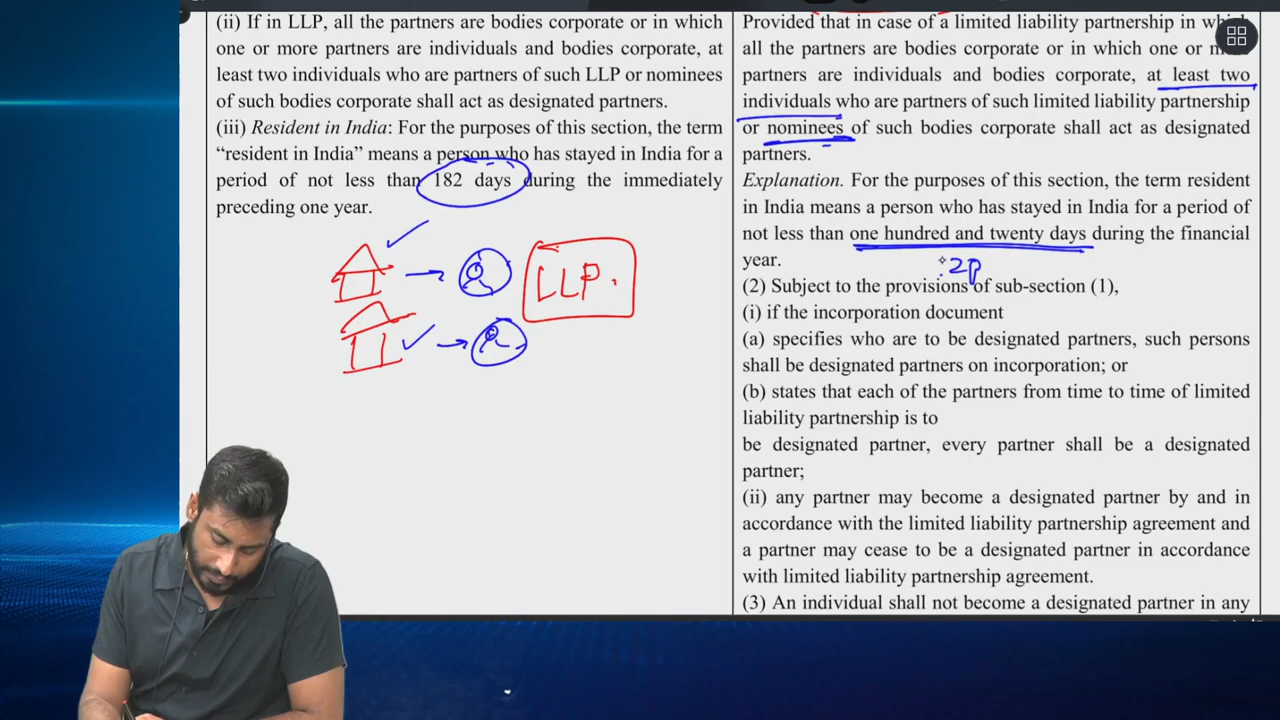 (ii) If in LLP, all the partners are bodies corporate or in which
one or more partners are individuals and bodies corporate, at
least two individuals who are partners of such LLP or nominees
of such bodies corporate shall act as designated partners.
(iii) Resident in India: For the purposes of this section, the term
“resident in India” means a person who has stayed in India for a
period of not less than 182 days during the immediately
preceding one year.
LLP.
Provided that in case of a limited liability partnership in which
all the partners are bodies corporate or in which one or more
partners are individuals and bodies corporate, at least two
individuals who are partners of such limited liability partnership
or nominees of such bodies corporate shall act as designated
partners.
Explanation. For the purposes of this section, the term resident
in India means a person who has stayed in India for a period of
not less than one hundred and twenty days during the financial
year.
(2) Subject to the provisions of sub-section (1),
(i) if the incorporation document
(a) specifies who are to be designated partners, such persons
shall be designated partners on incorporation; or
(b) states that each of the partners from time to time of limited
liability partnership is to
be designated partner, every partner shall be a designated
partner;
(ii) any partner may become a designated partner by and in
accordance with the limited liability partnership agreement and
a partner may cease to be a designated partner in accordance
with limited liability partnership agreement.
(3) An individual shall not become a designated partner in any